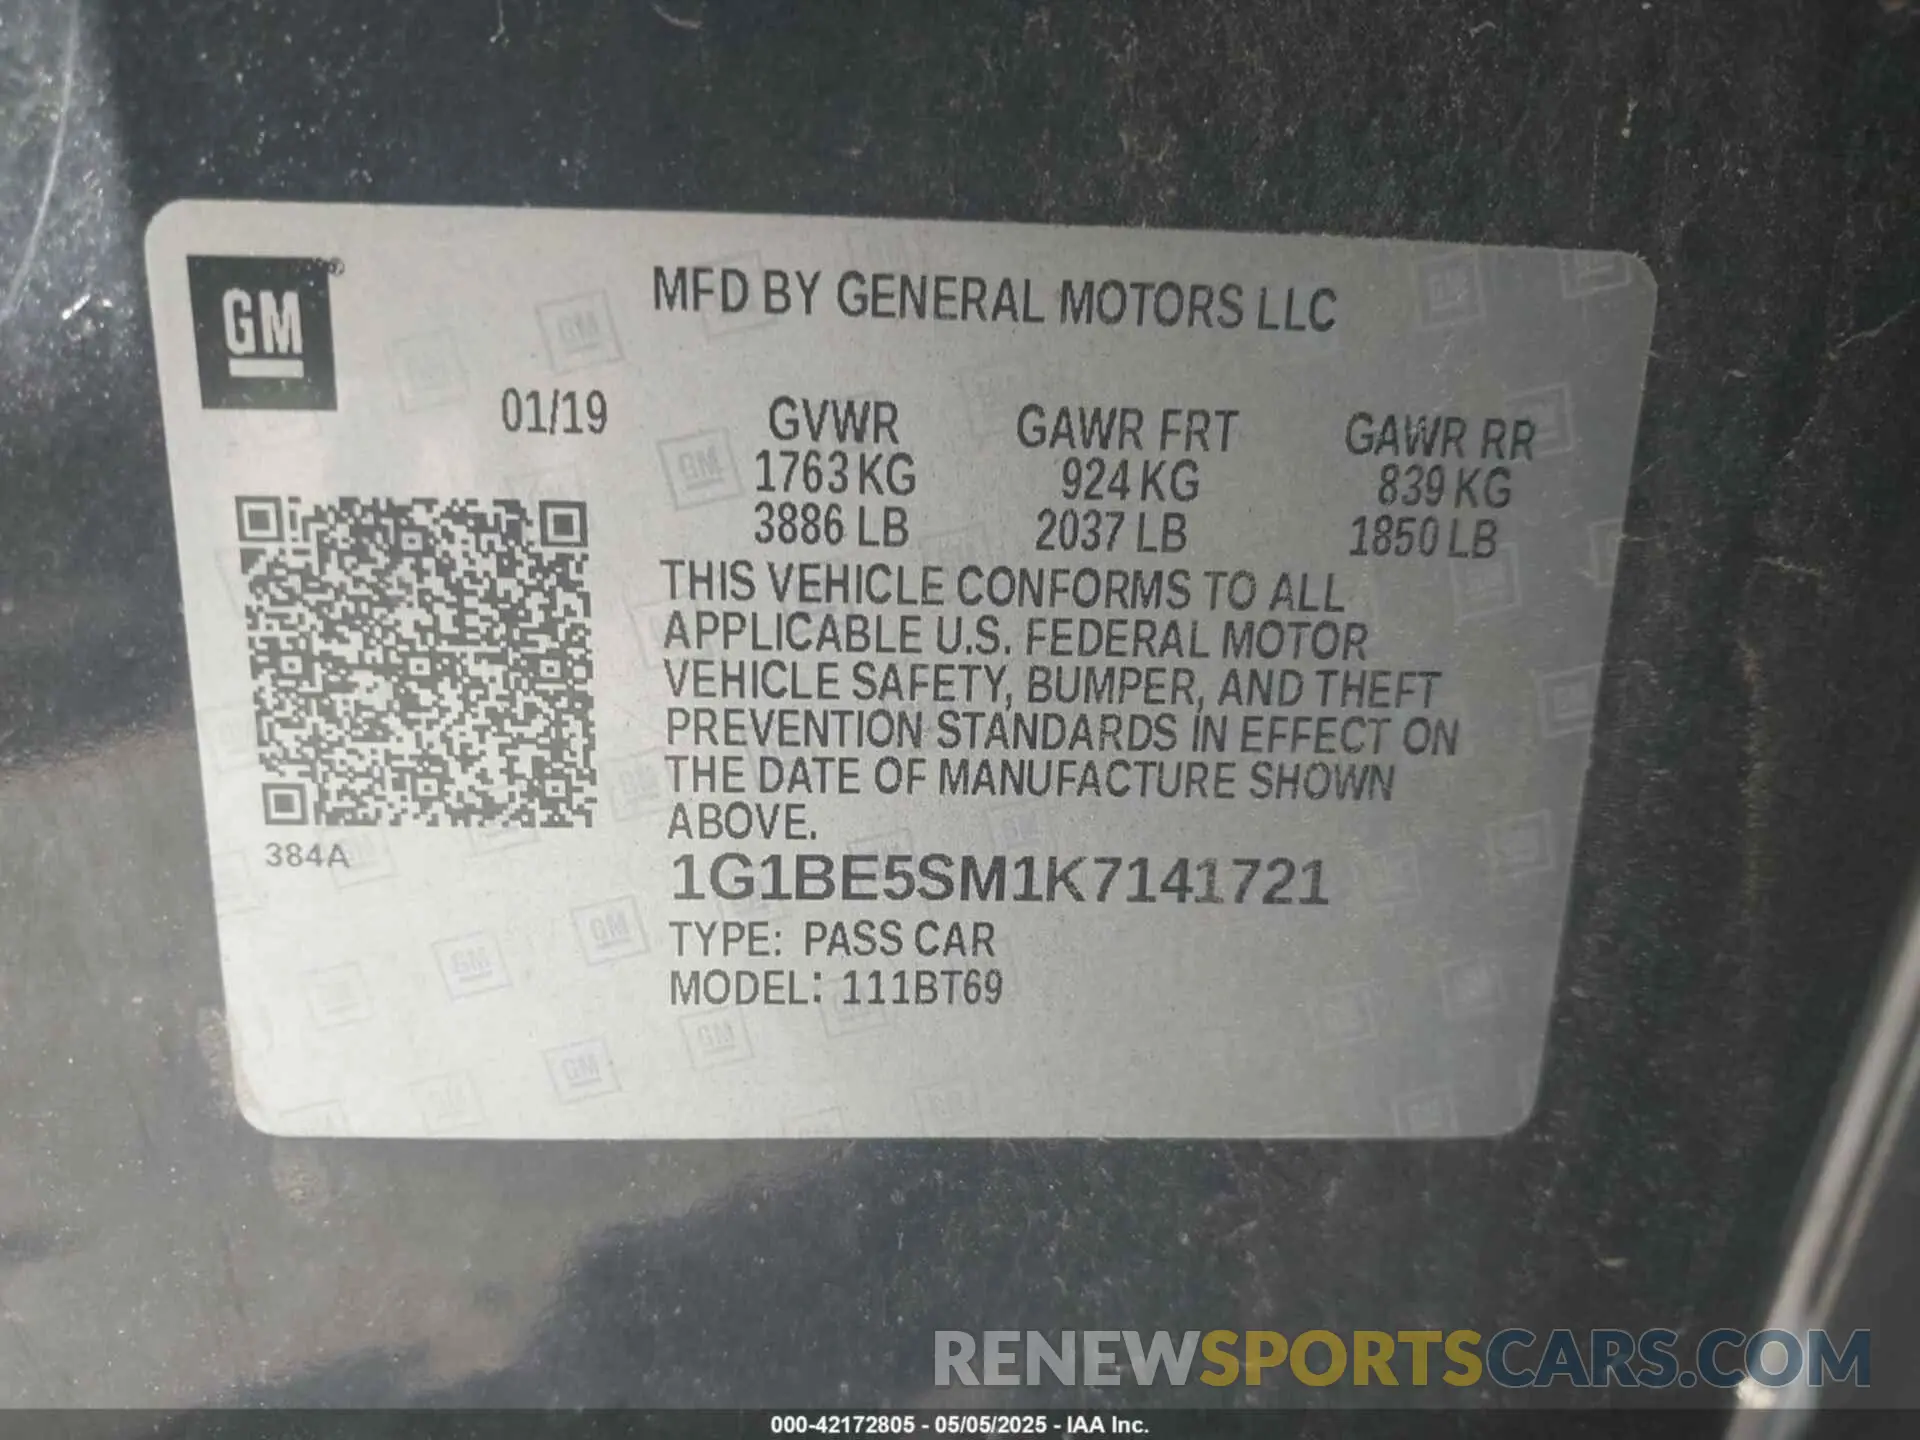 GM
MFD BY GENERAL MOTORS LLC
01/19
GVWR GAWR FRT GAWR RR
1763 KG 924 KG 839 KG
3886 LB 2037 LB 1850 LB
THIS VEHICLE CONFORMS TO ALL
APPLICABLE U.S. FEDERAL MOTOR
VEHICLE SAFETY, BUMPER, AND THEFT
PREVENTION STANDARDS IN EFFECT ON
THE DATE OF MANUFACTURE SHOWN
ABOVE.
384A
1G1BE5SM1K7141721
TYPE: PASS CAR
MODEL: 111BT69
RENEWSPORTSCARS.COM
000-42172805 - 05/05/2025 - IAA Inc.